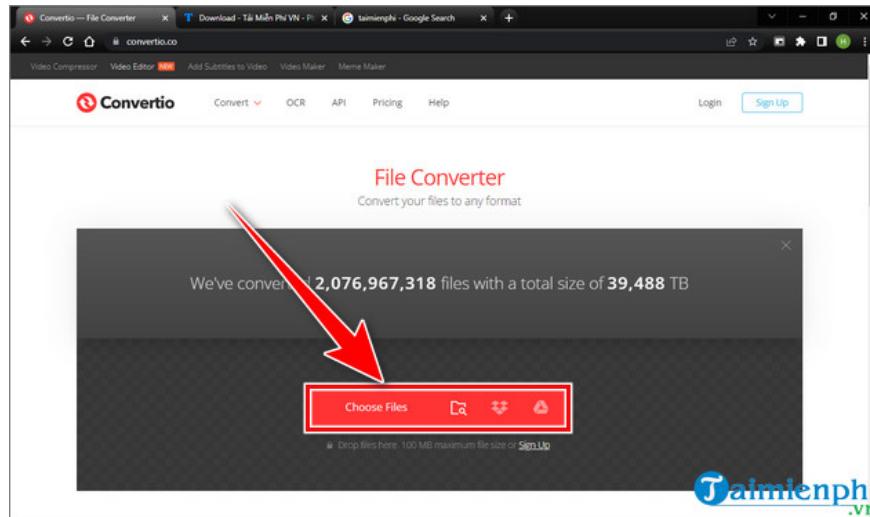 Convertio — File Converter
Download - Tải Miễn Phí VN - Ph
taimienphi - Google Search
convertio.co
H
Video Compressor Video Editor NEW Add Subtitles to Video Video Maker Meme Maker
Convertio Convert OCR API Pricing Help Login Sign Up
File Converter
Convert your files to any format
We've converted 2,076,967,318 files with a total size of 39,488 TB
Choose Files
Drop files here. 100 MB maximum file size or Sign Up
Taimienph
.vn